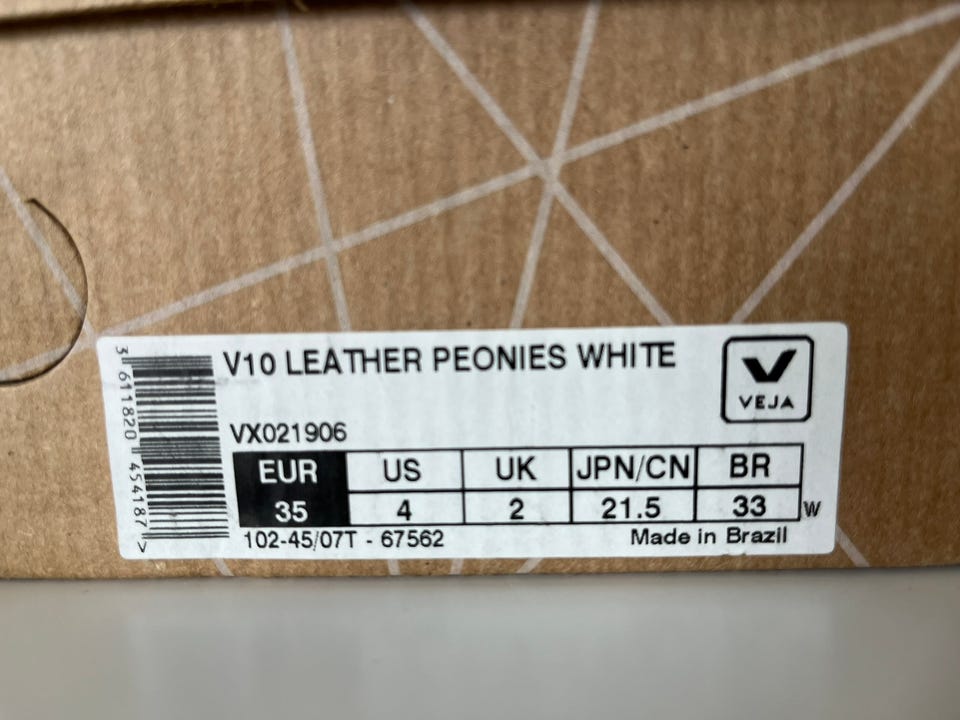 V10 LEATHER PEONIES WHITE
VEJA
VX021906
EUR US UK JPN/CN BR
35 4 2 21.5 33 W
102-45/07T - 67562 Made in Brazil
3 611820 454187 >